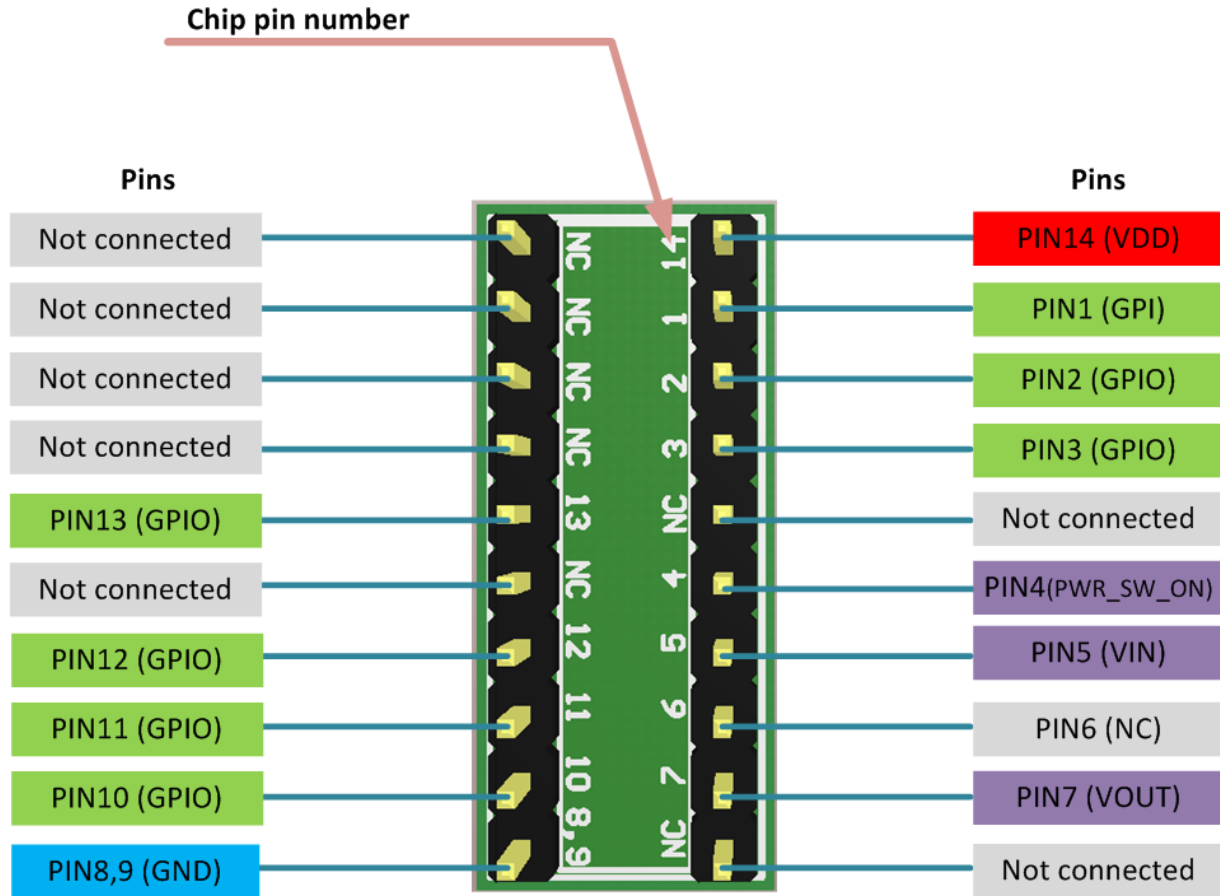 Chip pin number
Pins
Not connected
Not connected
Not connected
Not connected
PIN13 (GPIO)
Not connected
PIN12 (GPIO)
PIN11 (GPIO)
PIN10 (GPIO)
PIN8,9 (GND)
NC
NC
NC
NC
13
NC
12
11
10
8,9
14
1
2
3
NC
4
5
6
7
NC
Pins
PIN14 (VDD)
PIN1 (GPI)
PIN2 (GPIO)
PIN3 (GPIO)
Not connected
PIN4(PWR_SW_ON)
PIN5 (VIN)
PIN6 (NC)
PIN7 (VOUT)
Not connected